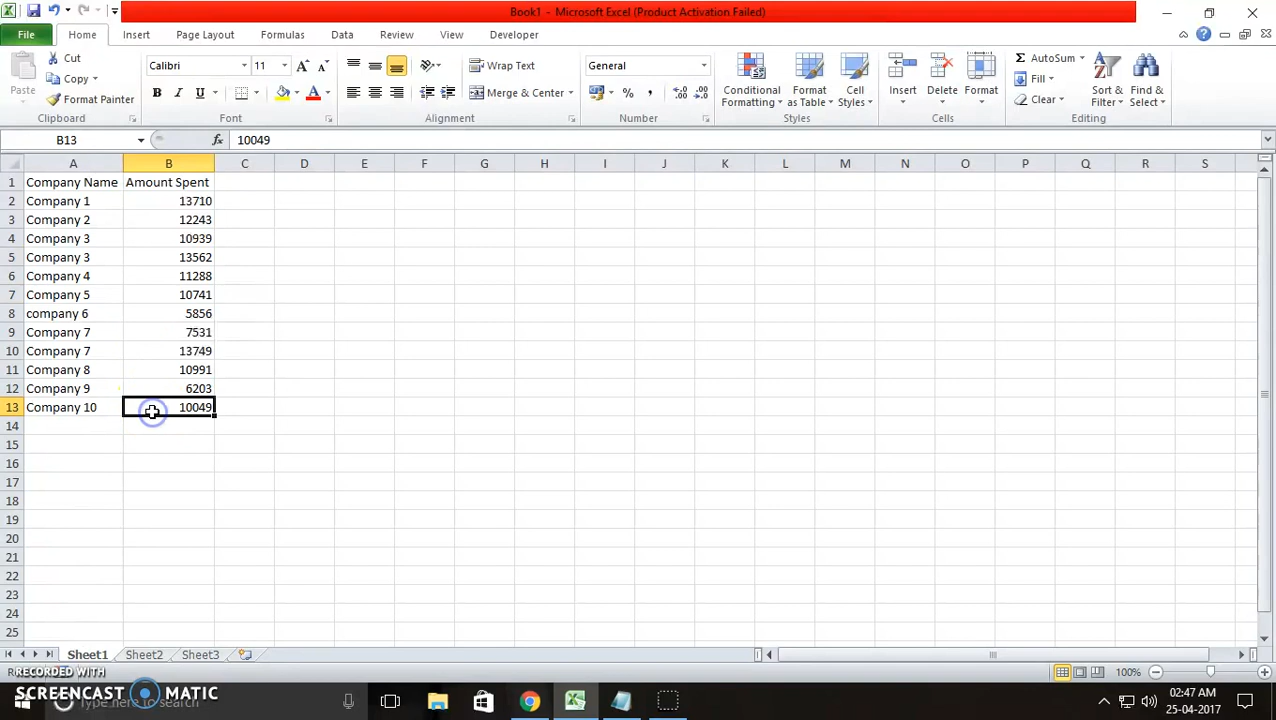 Book1 - Microsoft Excel (Product Activation Failed)
File Home Insert Page Layout Formulas Data Review View Developer
Cut
Copy
Format Painter
Paste
Clipboard
Calibri 11
B I U A
Font
Wrap Text
Merge & Center
Alignment
General
% ,
Number
Conditional Formatting
Format as Table
Cell Styles
Styles
Insert Delete Format
Cells
Σ AutoSum
Fill
Clear
Sort & Filter
Find & Select
Editing
B13 fx 10049
A B C D E F G H I J K L M N O P Q R S
1 Company Name Amount Spent
2 Company 1 13710
3 Company 2 12243
4 Company 3 10939
5 Company 3 13562
6 Company 4 11288
7 Company 5 10741
8 company 6 5856
9 Company 7 7531
10 Company 7 13749
11 Company 8 10991
12 Company 9 6203
13 Company 10 10049
14
15
16
17
18
19
20
21
22
23
24
25
Sheet1 Sheet2 Sheet3
100%
RECORDED WITH
SCREENCAST MATIC
Type here to search
02:47 AM
25-04-2017